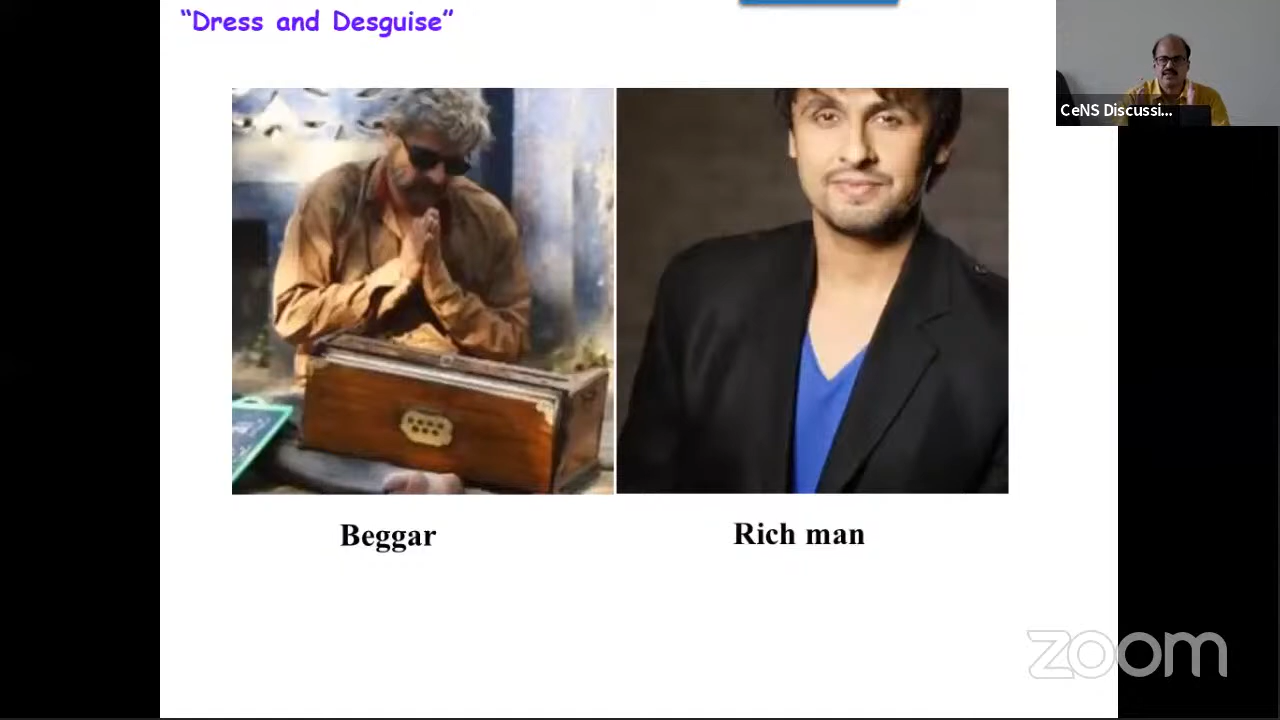 “Dress and Desguise”
CeNS Discussi...
Beggar
Rich man
zoom